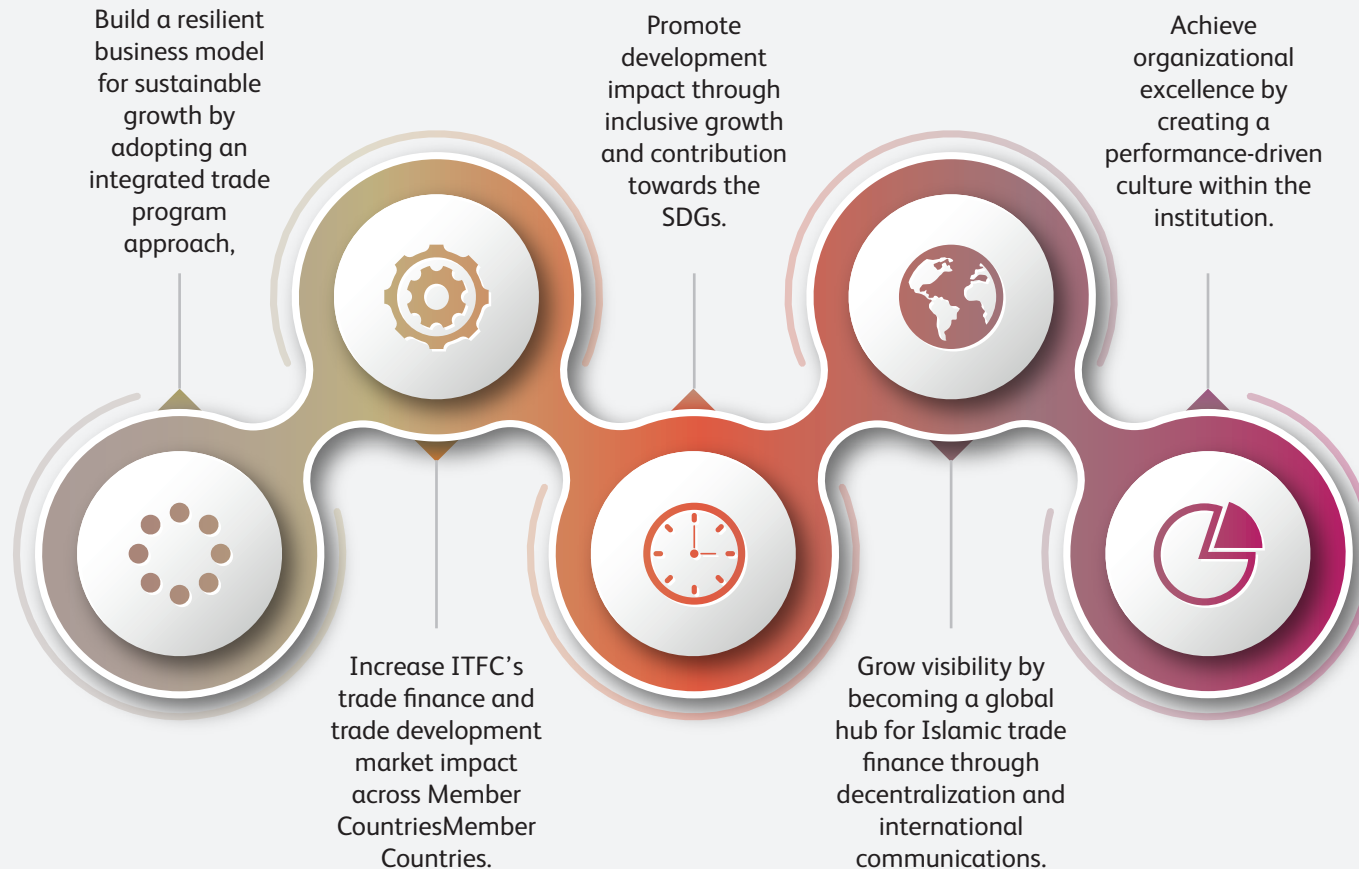 Build a resilient
business model
for sustainable
growth by
adopting an
integrated trade
program
approach,
Increase ITFC’s
trade finance and
trade development
market impact
across Member
CountriesMember
Countries.
Promote
development
impact through
inclusive growth
and contribution
towards the
SDGs.
Grow visibility by
becoming a global
hub for Islamic trade
finance through
decentralization and
international
communications.
Achieve
organizational
excellence by
creating a
performance-driven
culture within the
institution.